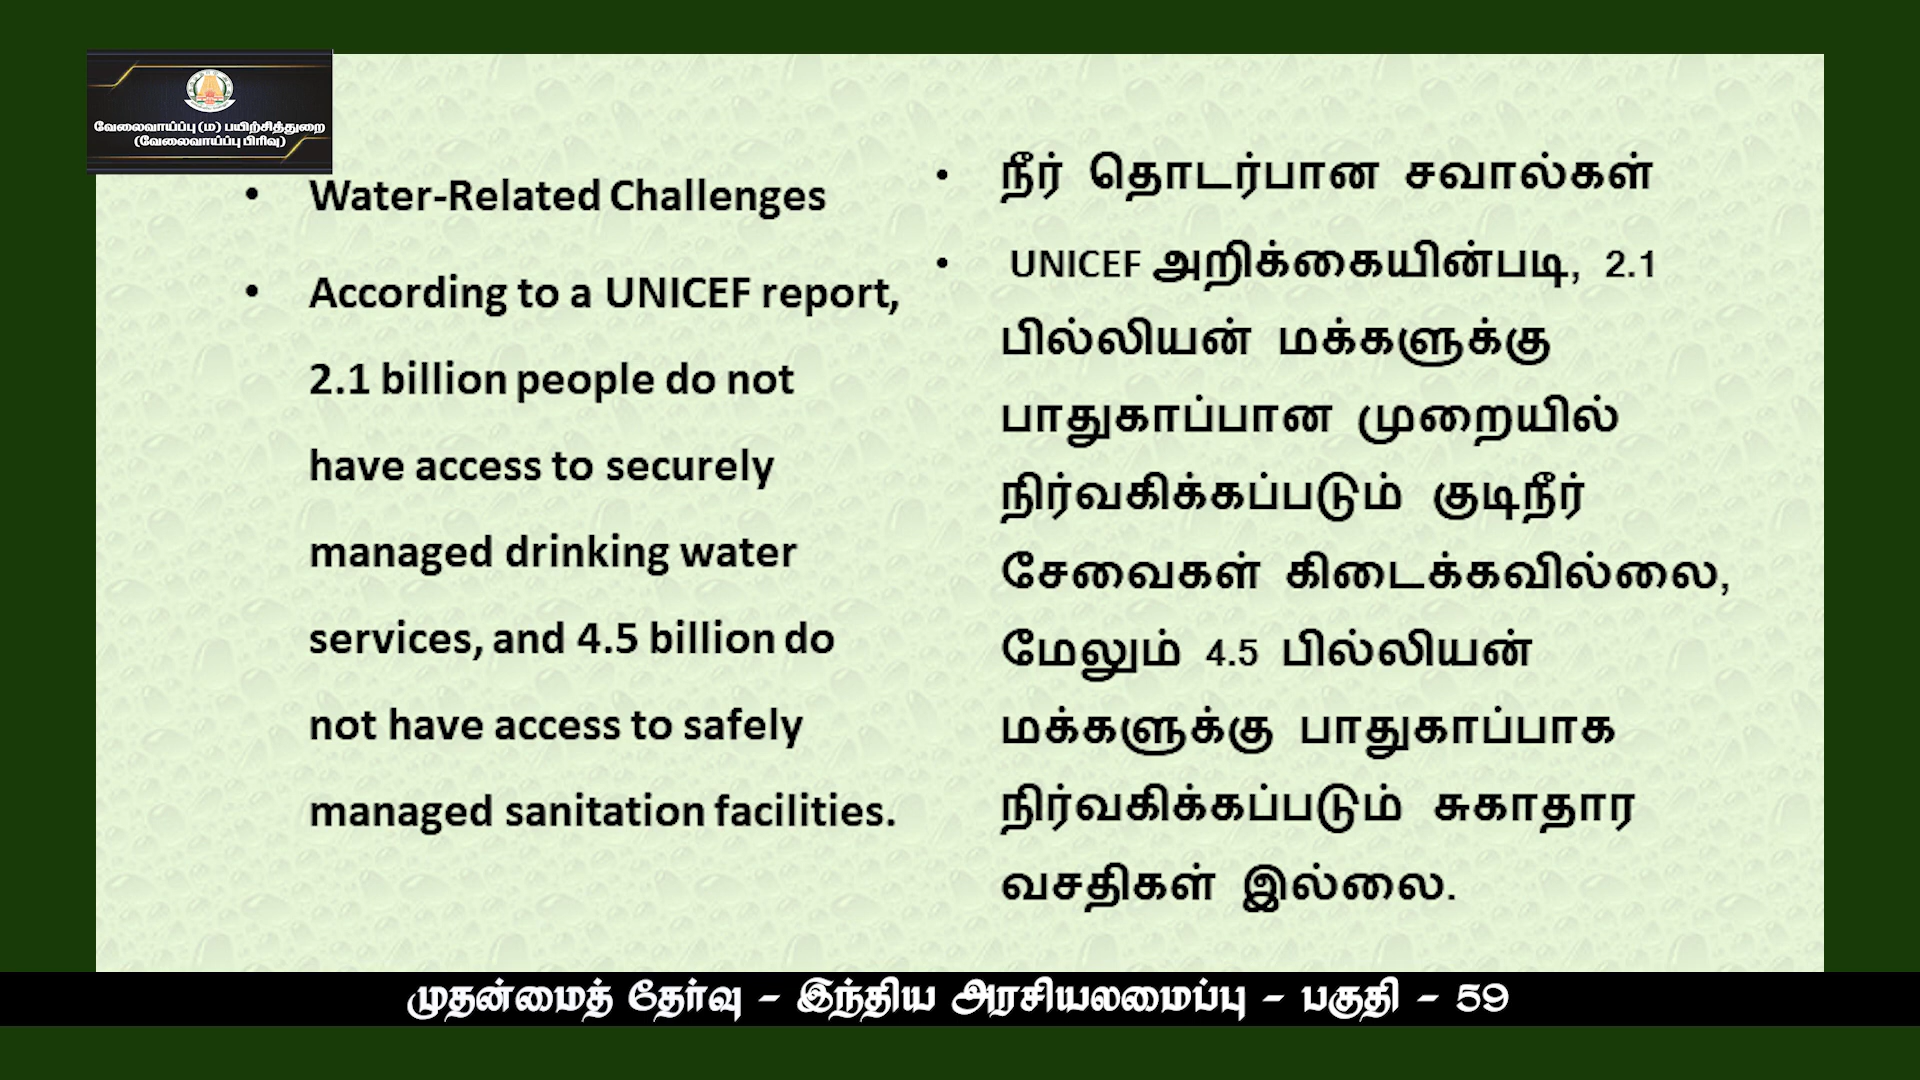 வேலைவாய்ப்பு (ம) பயிற்சித்துறை
(வேலைவாய்ப்பு பிரிவு)
• Water-Related Challenges
• According to a UNICEF report,
2.1 billion people do not
have access to securely
managed drinking water
services, and 4.5 billion do
not have access to safely
managed sanitation facilities.
• நீர் தொடர்பான சவால்கள்
• UNICEF அறிக்கையின்படி, 2.1
பில்லியன் மக்களுக்கு
பாதுகாப்பான முறையில்
நிர்வகிக்கப்படும் குடிநீர்
சேவைகள் கிடைக்கவில்லை,
மேலும் 4.5 பில்லியன்
மக்களுக்கு பாதுகாப்பாக
நிர்வகிக்கப்படும் சுகாதார
வசதிகள் இல்லை.
முதன்மைத் தேர்வு - இந்திய அரசியலமைப்பு - பகுதி - 59